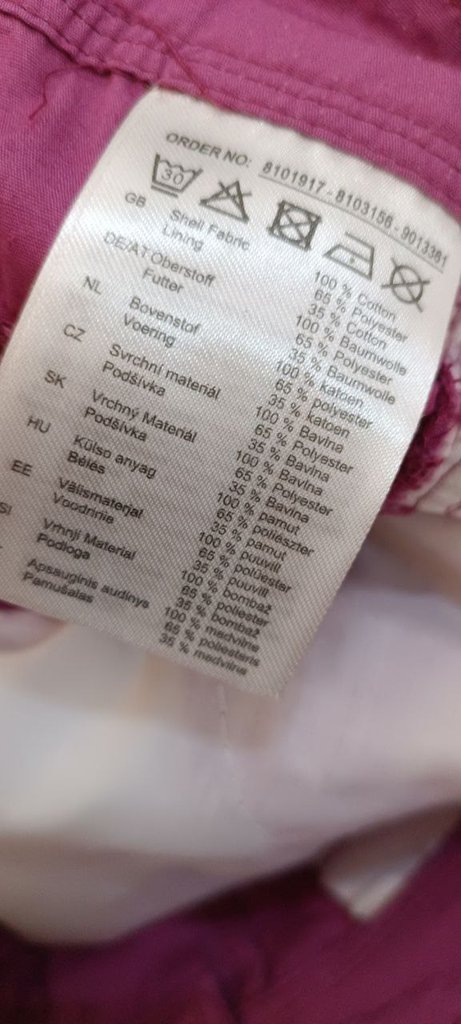 ORDER NO: 8101917 - 8103156 - 9013381
30
GB Shell Fabric 100 % Cotton
Lining 65 % Polyester
35 % Cotton
DE/AT Oberstoff 100 % Baumwolle
Futter 65 % Polyester
35 % Baumwolle
NL Bovenstof 100 % katoen
Voering 65 % polyester
35 % katoen
CZ Svrchní materiál 100 % Bavlna
Podšívka 65 % Polyester
35 % Bavlna
SK Vrchný Materiál 100 % Bavlna
Podšívka 65 % Polyester
35 % Bavlna
HU Külső anyag 100 % pamut
Bélés 65 % poliészter
35 % pamut
EE Välismaterjal 100 % puuvill
Voodririie 65 % polüester
35 % puuvill
SI Vrhnji Material 100 % bombaž
Podloga 65 % poliester
35 % bombaž
Apsauginis audinys 100 % medvilnė
Pamušalas 65 % poliesteris
35 % medvilnė